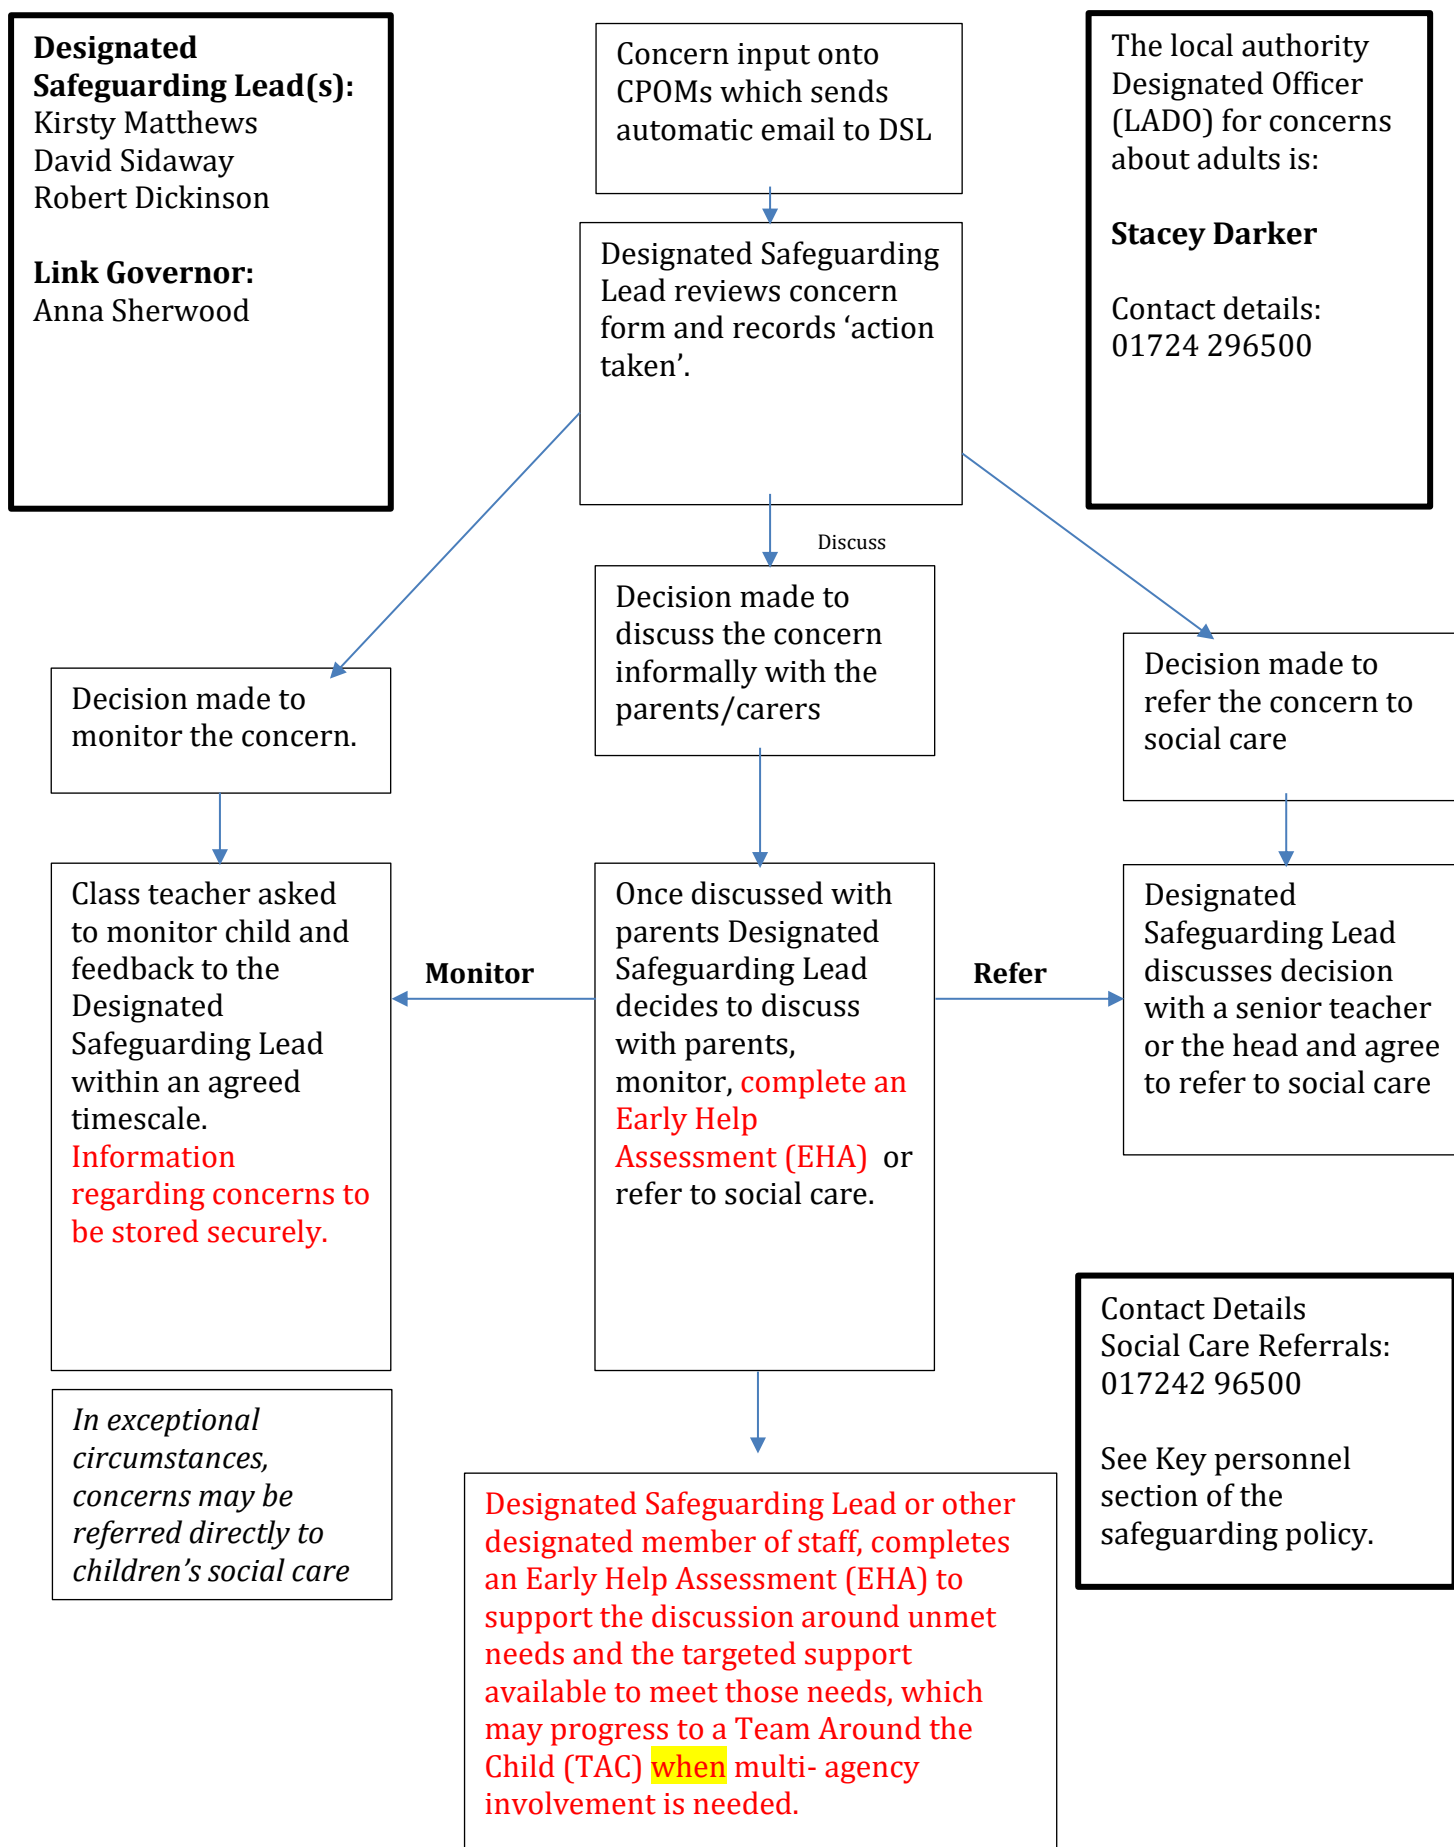 Designated
Safeguarding Lead(s):
Kirsty Matthews
David Sidaway
Robert Dickinson
Link Governor:
Anna Sherwood
Concern input onto
CPOMs which sends
automatic email to DSL
The local authority
Designated Officer
(LADO) for concerns
about adults is:
Stacey Darker
Contact details:
01724 296500
Designated Safeguarding
Lead reviews concern
form and records ‘action
taken’.
Discuss
Decision made to
monitor the concern.
Decision made to
discuss the concern
informally with the
parents/carers
Decision made to
refer the concern to
social care
Class teacher asked
to monitor child and
feedback to the
Designated
Safeguarding Lead
within an agreed
timescale.
Information
regarding concerns to
be stored securely.
Monitor
Once discussed with
parents Designated
Safeguarding Lead
decides to discuss
with parents,
monitor, complete an
Early Help
Assessment (EHA) or
refer to social care.
Refer
Designated
Safeguarding Lead
discusses decision
with a senior teacher
or the head and agree
to refer to social care
In exceptional
circumstances,
concerns may be
referred directly to
children’s social care
Designated Safeguarding Lead or other
designated member of staff, completes
an Early Help Assessment (EHA) to
support the discussion around unmet
needs and the targeted support
available to meet those needs, which
may progress to a Team Around the
Child (TAC) when multi- agency
involvement is needed.
Contact Details
Social Care Referrals:
017242 96500
See Key personnel
section of the
safeguarding policy.